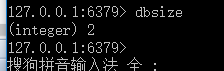 127.0.0.1:6379> dbsize
(integer) 2
127.0.0.1:6379>
搜狗拼音输入法 全 :